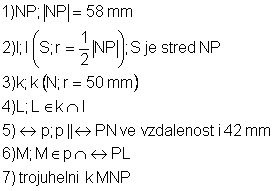 1)NP;|NP| = 58 mm
2)l;l(S;r = 1/2|NP|);S je stred NP
3)k;k(N;r = 50 mm)
4)L;L ∈ k ∩ l
5) ↔ p;p || ↔ PN ve vzdalenost i 42 mm
6)M;M ∈ p ∩ ↔ PL
7) trojuhelni k MNP